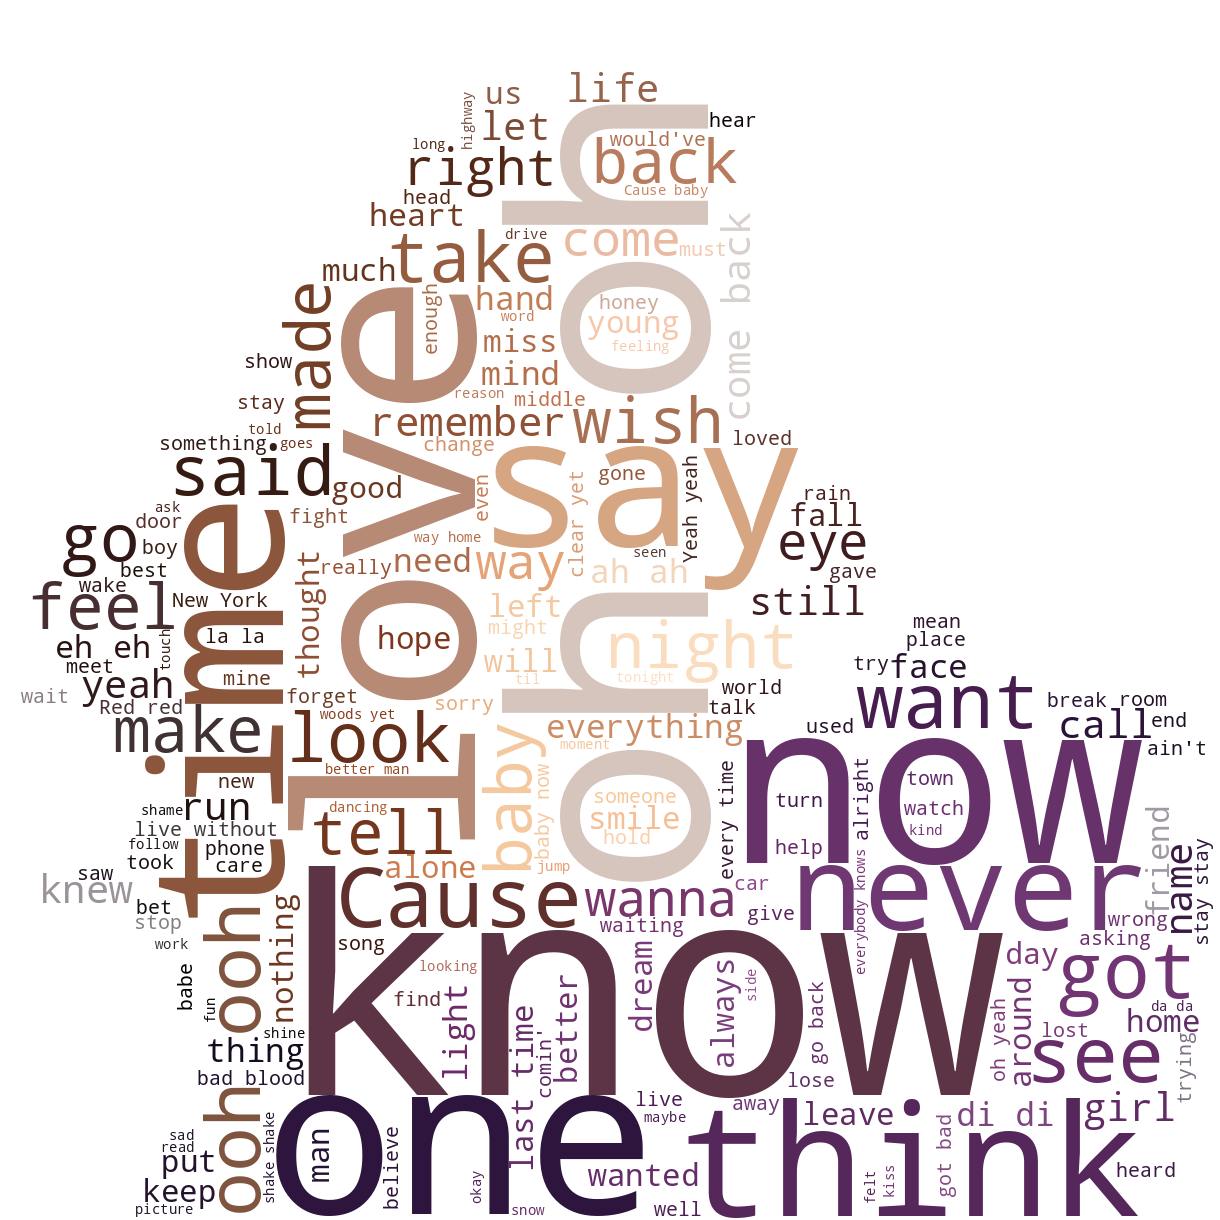 life
us
highway
hear
let
would've
long
right
back
Cause baby
head
heart
oh
drive
take
come
must
come back
much
made
love
enough
hand
honey
word
young
feeling
miss
show
mind
reason
middle
stay
remember
wish
told
something
goes
change
loved
say
said
good
even
gone
clear yet
Yeah yeah
rain
ask
door
fight
fall
go
boy
way home
seen
eye
time
thought
really
need
way
ah ah
gave
best
wake
feel
New York
left
oh
still
might
mean
eh eh
touch
la la
hope
night
place
meet
will
try
face
yeah
mine
til
tonight
world
wait
Red red
forget
sorry
talk
want
break
room
make
look
woods yet
everything
used
call
end
moment
now
ain't
better man
baby
baby now
every time
alright
new
someone
turn
town
shame
run
dancing
smile
watch
live without
tell
hold
kind
friend
follow
phone
help
took
care
alone
jump
everybody knows
name
saw
knew
Cause
wanna
car
never
stay stay
bet
stop
ooh ooh
nothing
waiting
give
wrong
work
song
know
dream
asking
day
looking
always
side
got
babe
fun
find
light
better
go back
oh yeah
around
da da
shine
last time
comin'
lost
home
thing
see
trying
bad blood
lose
live
one
away
maybe
think
leave
di di
girl
sad
shake shake
man
believe
read
put
okay
wanted
felt
kiss
got bad
heard
keep
picture
snow
well